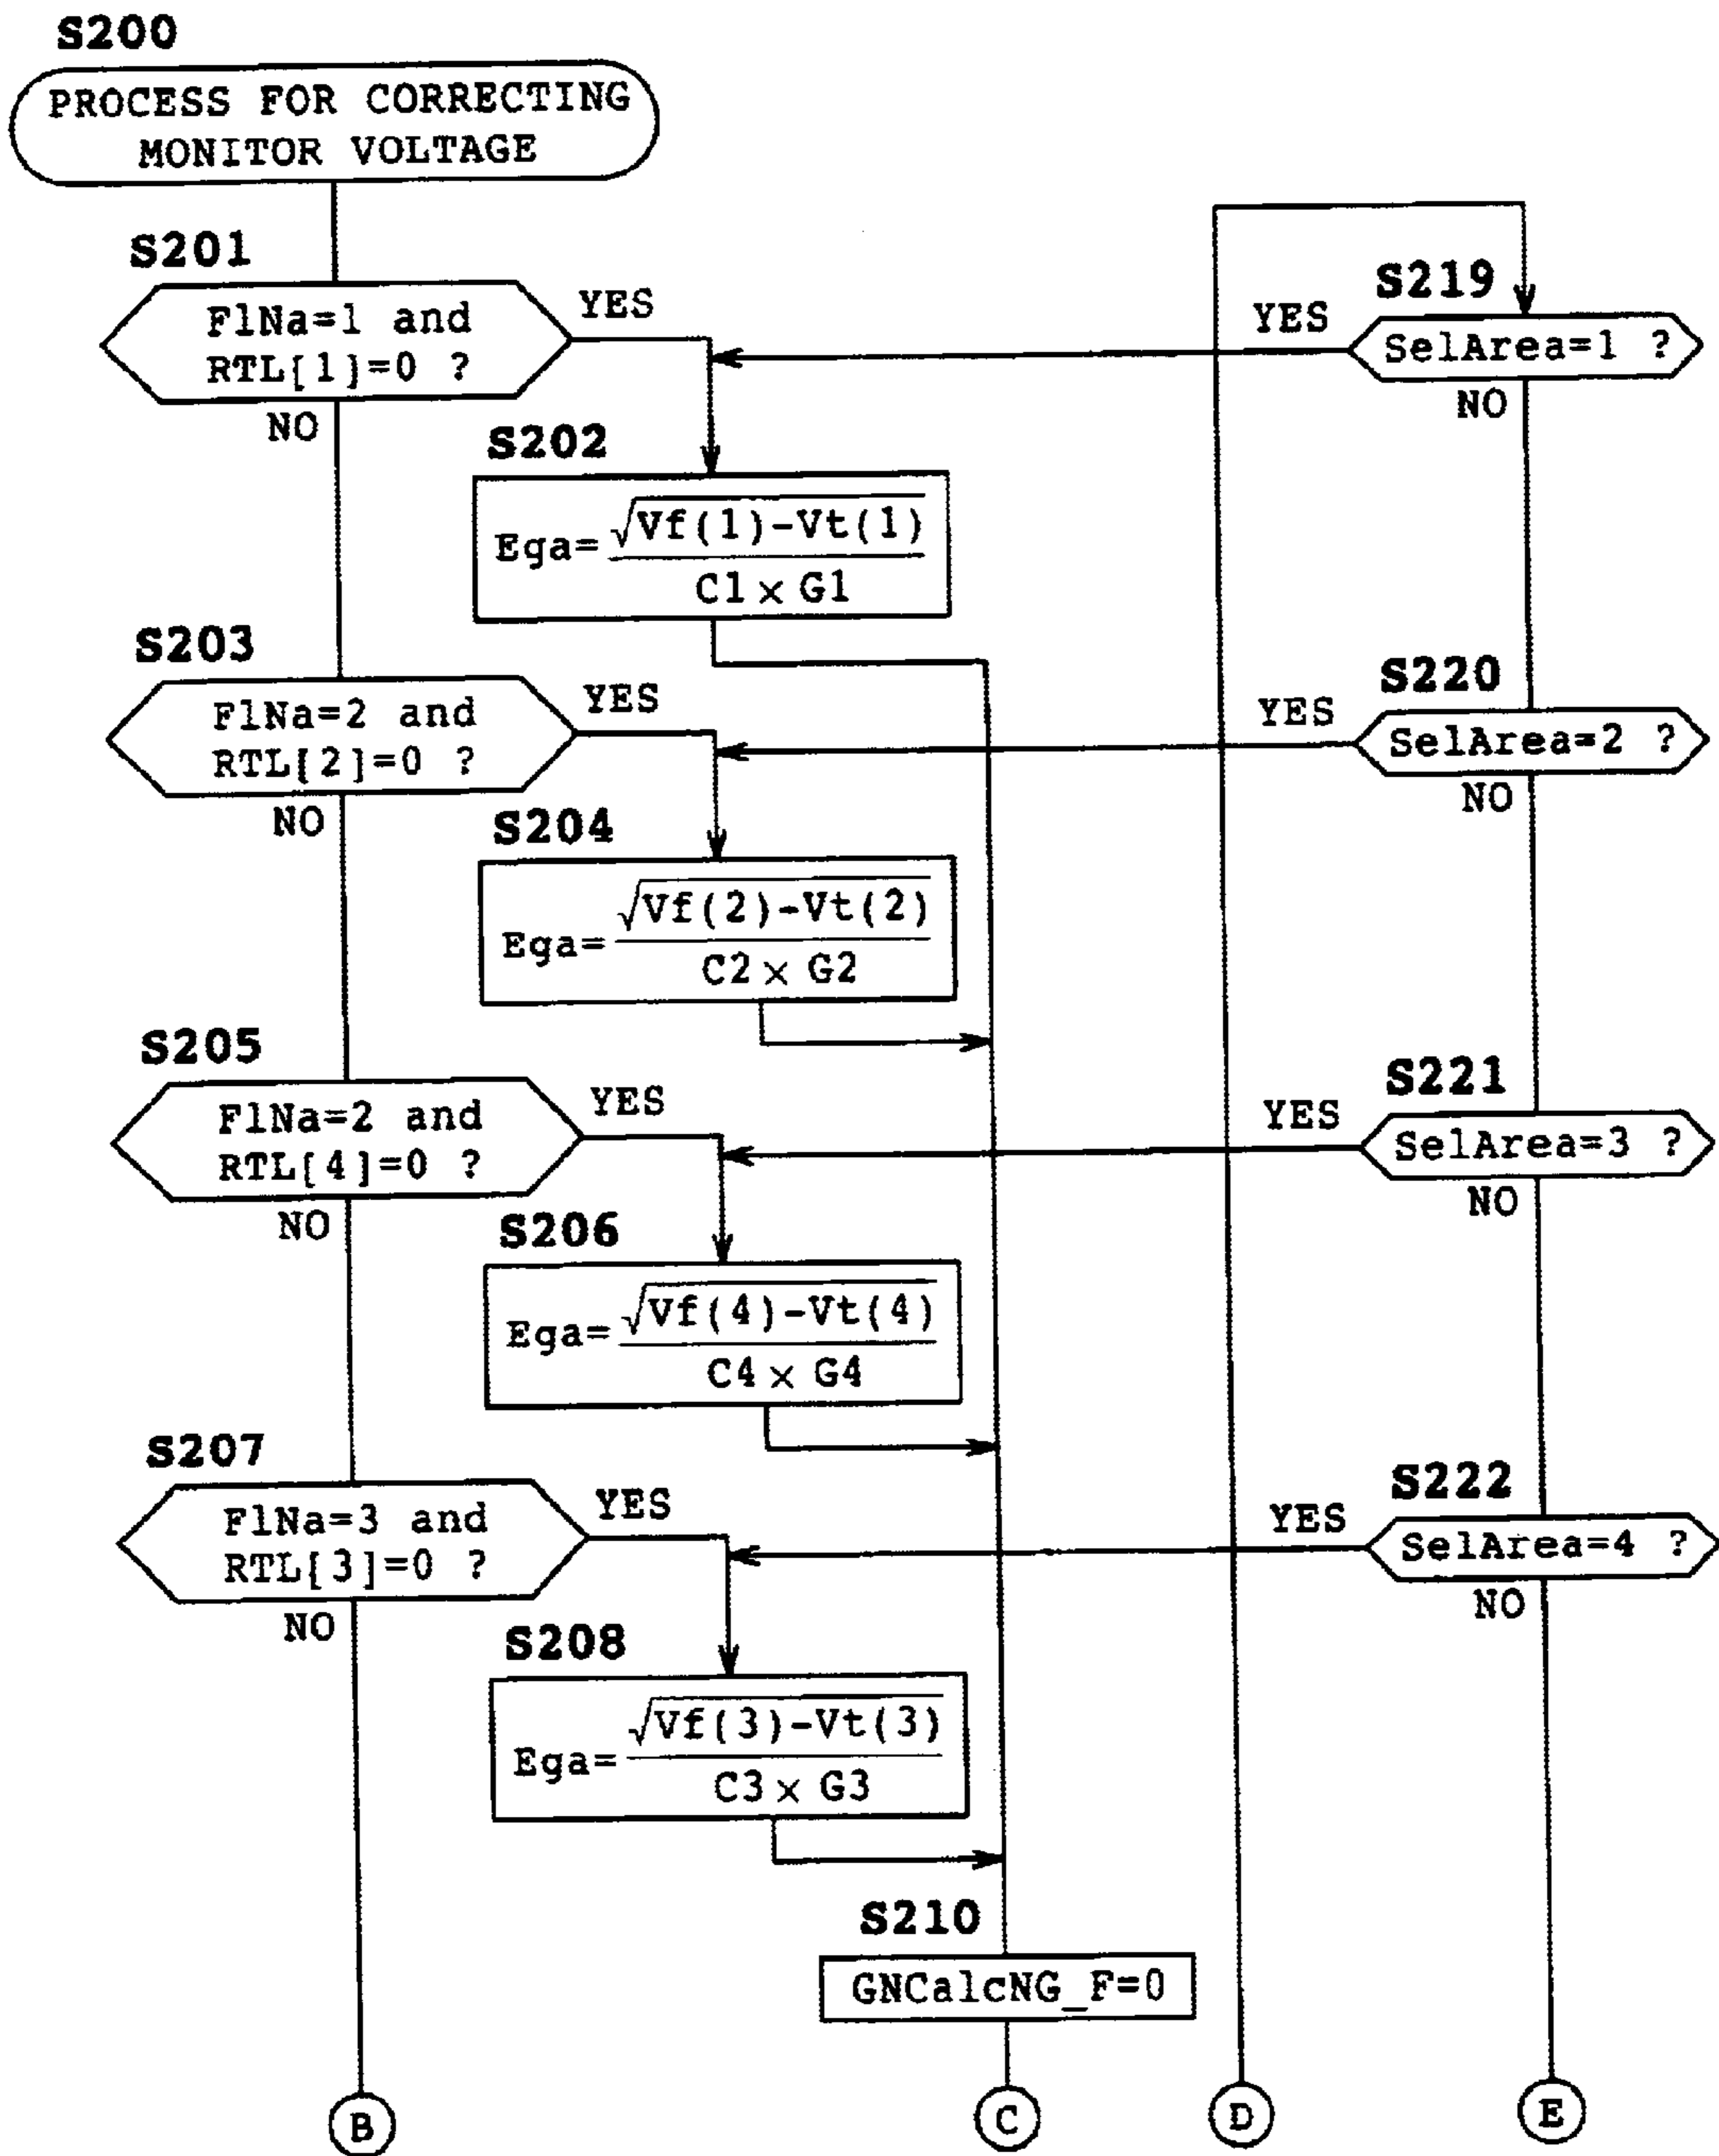 S200
PROCESS FOR CORRECTING
MONITOR VOLTAGE
S201
FlNa=1 and
RTL[1]=0 ?
YES
NO
S219
SelArea=1 ?
YES
NO
S202
Ega=√Vf(1)-Vt(1)
C1 × G1
S203
FlNa=2 and
RTL[2]=0 ?
YES
NO
S220
SelArea=2 ?
YES
NO
S204
Ega=√Vf(2)-Vt(2)
C2 × G2
S205
FlNa=2 and
RTL[4]=0 ?
YES
NO
S221
SelArea=3 ?
YES
NO
S206
Ega=√Vf(4)-Vt(4)
C4 × G4
S207
FlNa=3 and
RTL[3]=0 ?
YES
NO
S222
SelArea=4 ?
YES
NO
S208
Ega=√Vf(3)-Vt(3)
C3 × G3
S210
GNCalcNG_F=0
B
C
D
E